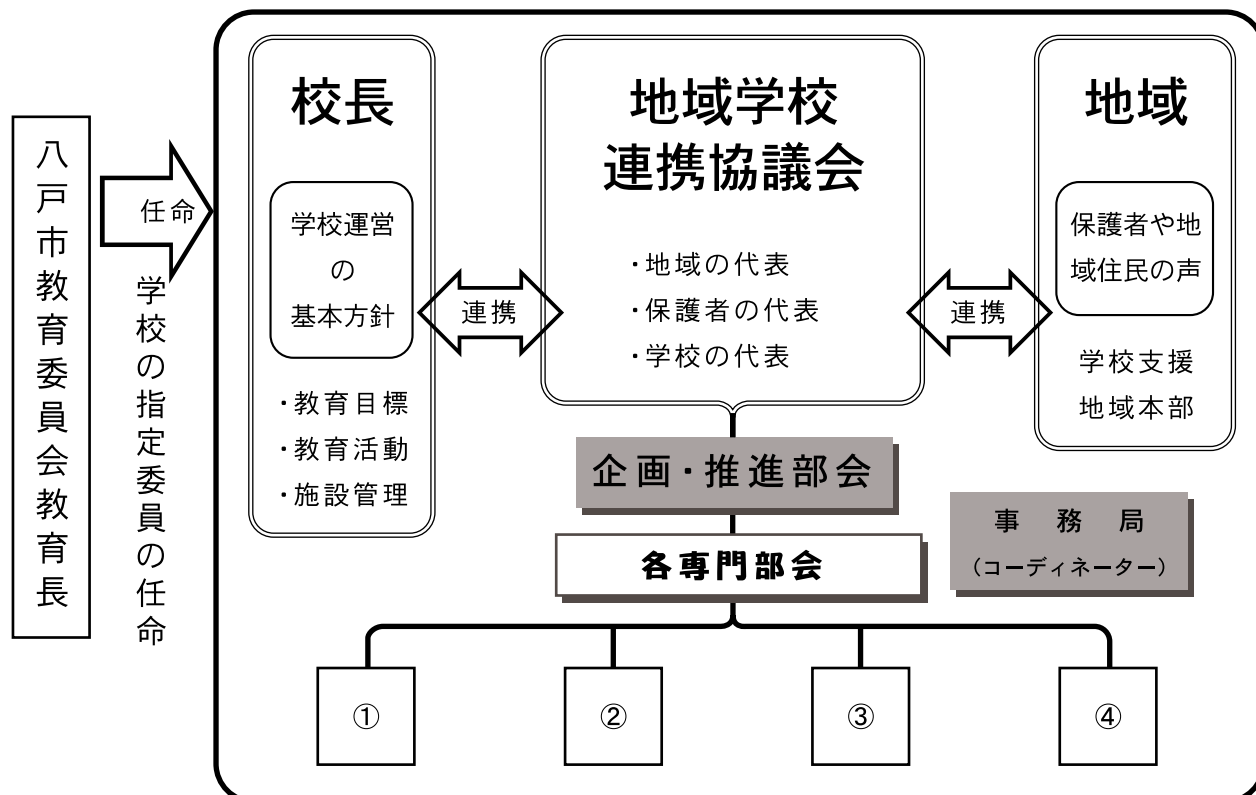 八戸市教育委員会教育長
任命
学校の指定委員の任命
校長
学校運営
の
基本方針
・教育目標
・教育活動
・施設管理
連携
地域学校
連携協議会
・地域の代表
・保護者の代表
・学校の代表
連携
地域
保護者や地
域住民の声
学校支援
地域本部
企画・推進部会
各専門部会
事務局
（コーディネーター）
①
②
③
④